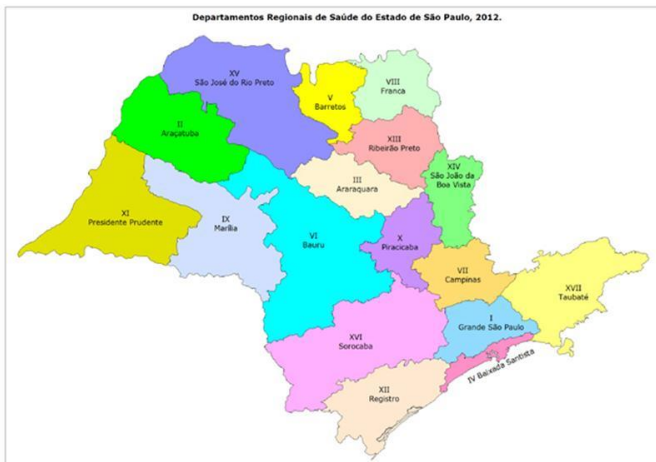 Departamentos Regionais de Saúde do Estado de São Paulo, 2012.
XV
São José do Rio Preto
V
Barretos
VIII
Franca
II
Araçatuba
XIII
Ribeirão Preto
XIV
São João da
Boa Vista
III
Araraquara
XI
Presidente Prudente
IX
Marília
VI
Bauru
X
Piracicaba
VII
Campinas
XVII
Taubaté
I
Grande São Paulo
XVI
Sorocaba
IV Baixada Santista
XII
Registro